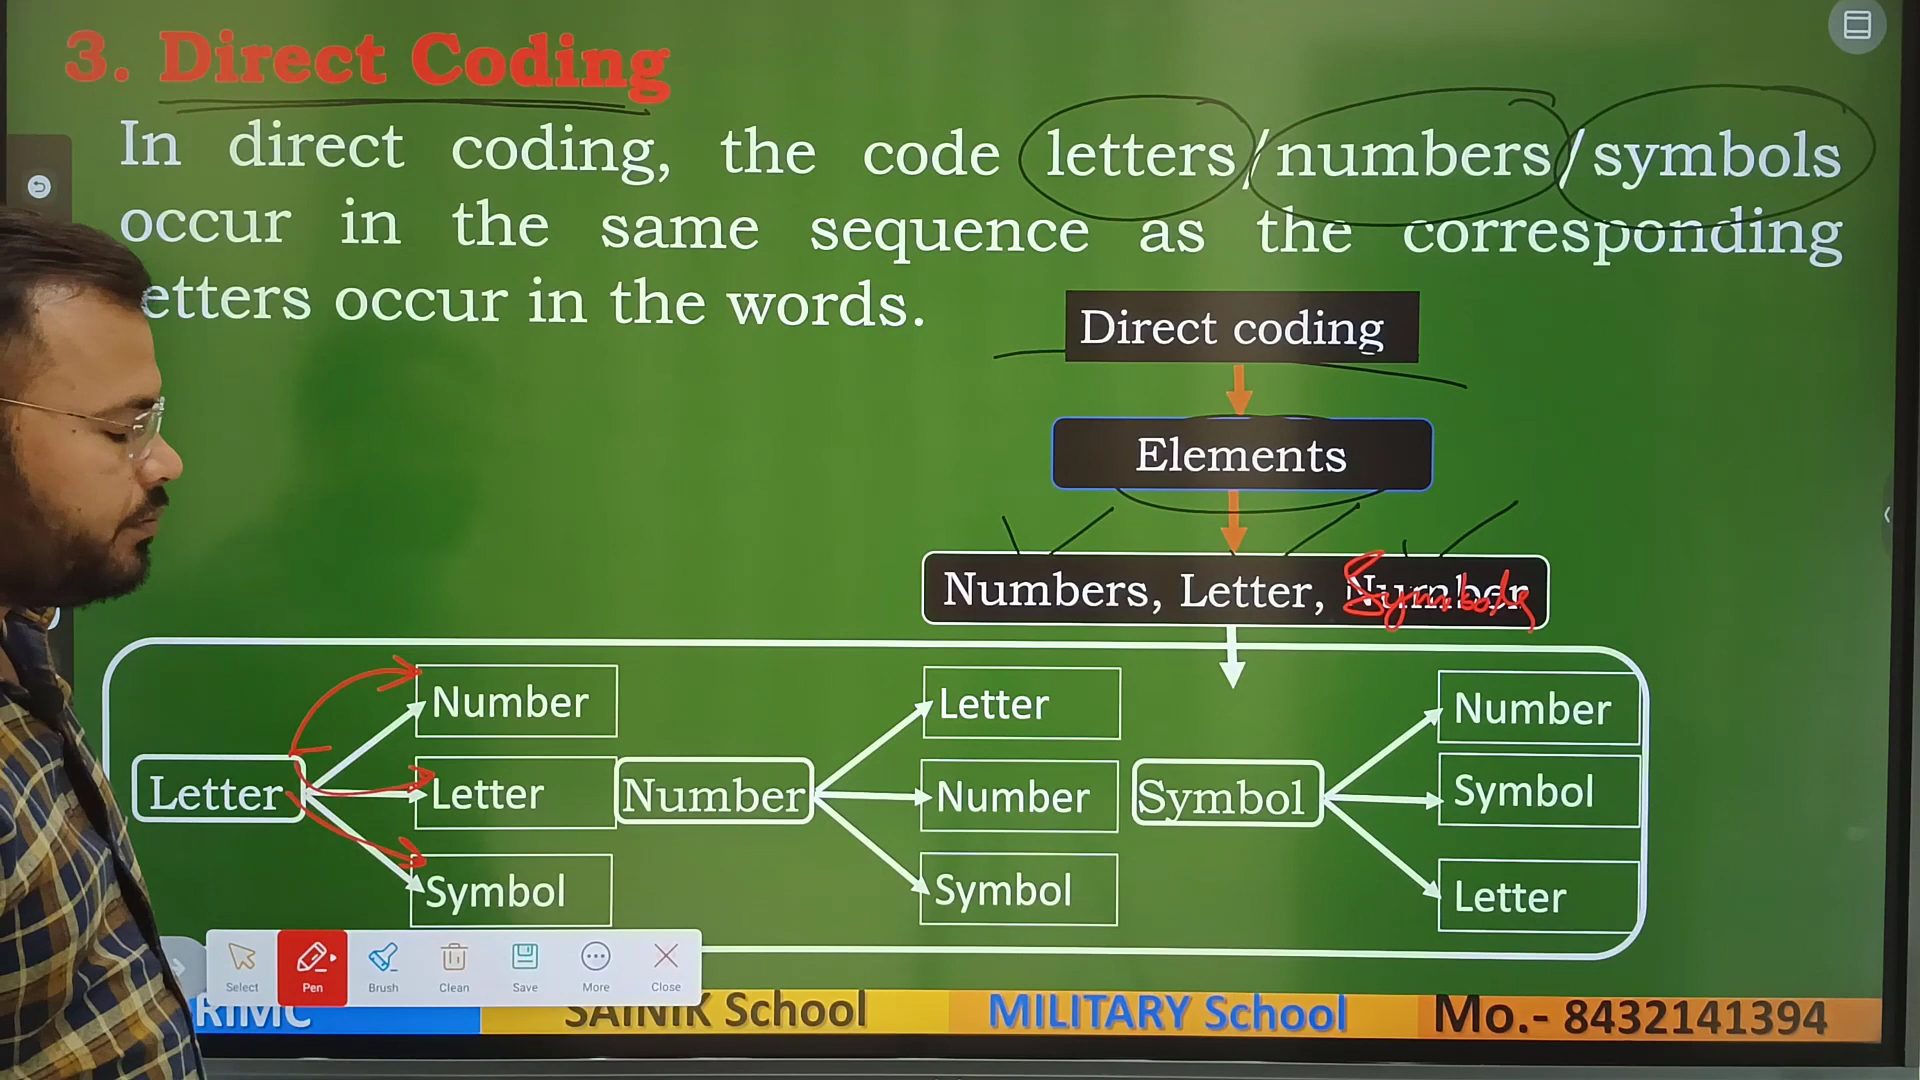 3. Direct Coding
In direct coding, the code letters/numbers/symbols
occur in the same sequence as the corresponding
etters occur in the words.
Direct coding
Elements
Numbers, Letter, Number
Symbols
Number
Letter
Number
Letter
Letter
Number
Number
Symbol
Symbol
Symbol
Symbol
Letter
Select
Pen
Brush
Clean
Save
More
Close
RIMC
SAINIK School
MILITARY School
Mo.- 8432141394